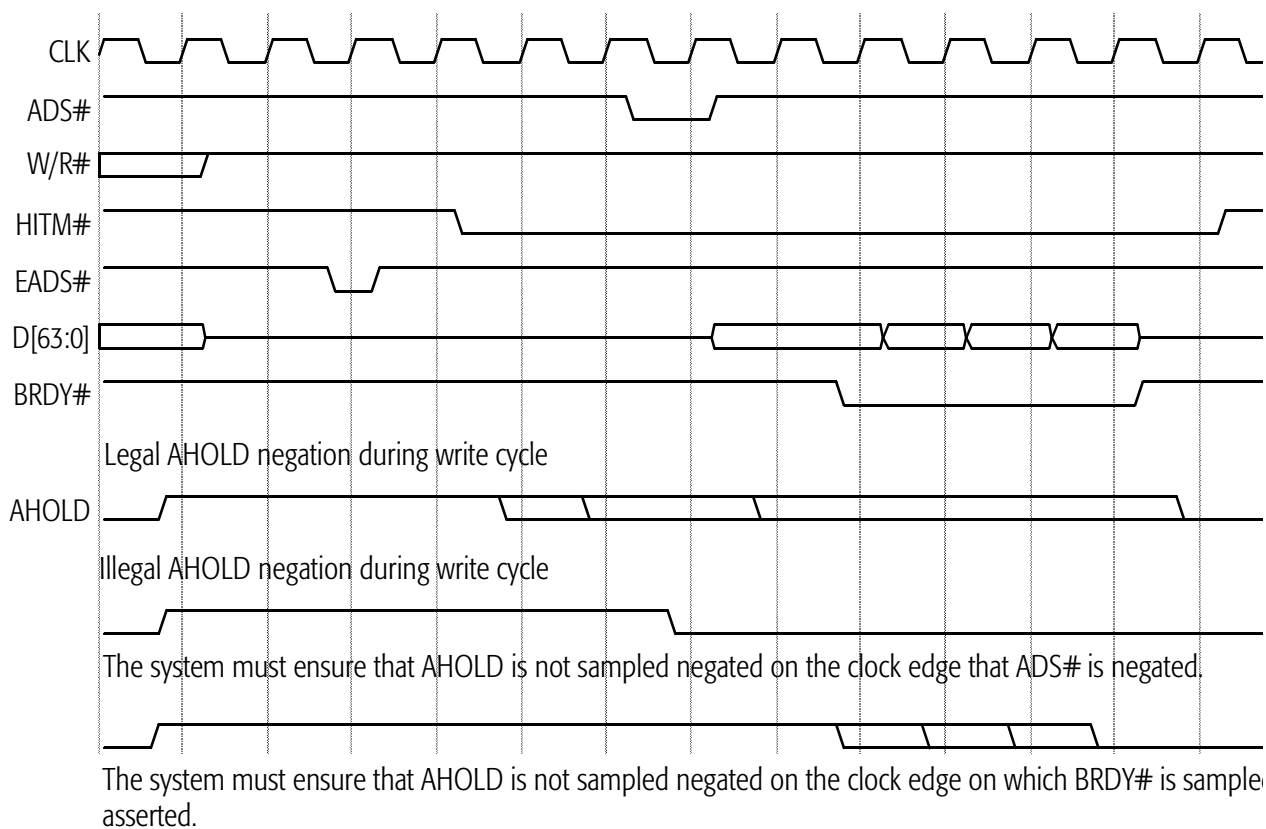 CLK
ADS#
W/R#
HITM#
EADS#
D[63:0]
BRDY#
Legal AHOLD negation during write cycle
AHOLD
Illegal AHOLD negation during write cycle
The system must ensure that AHOLD is not sampled negated on the clock edge that ADS# is negated.
The system must ensure that AHOLD is not sampled negated on the clock edge on which BRDY# is sampled
asserted.